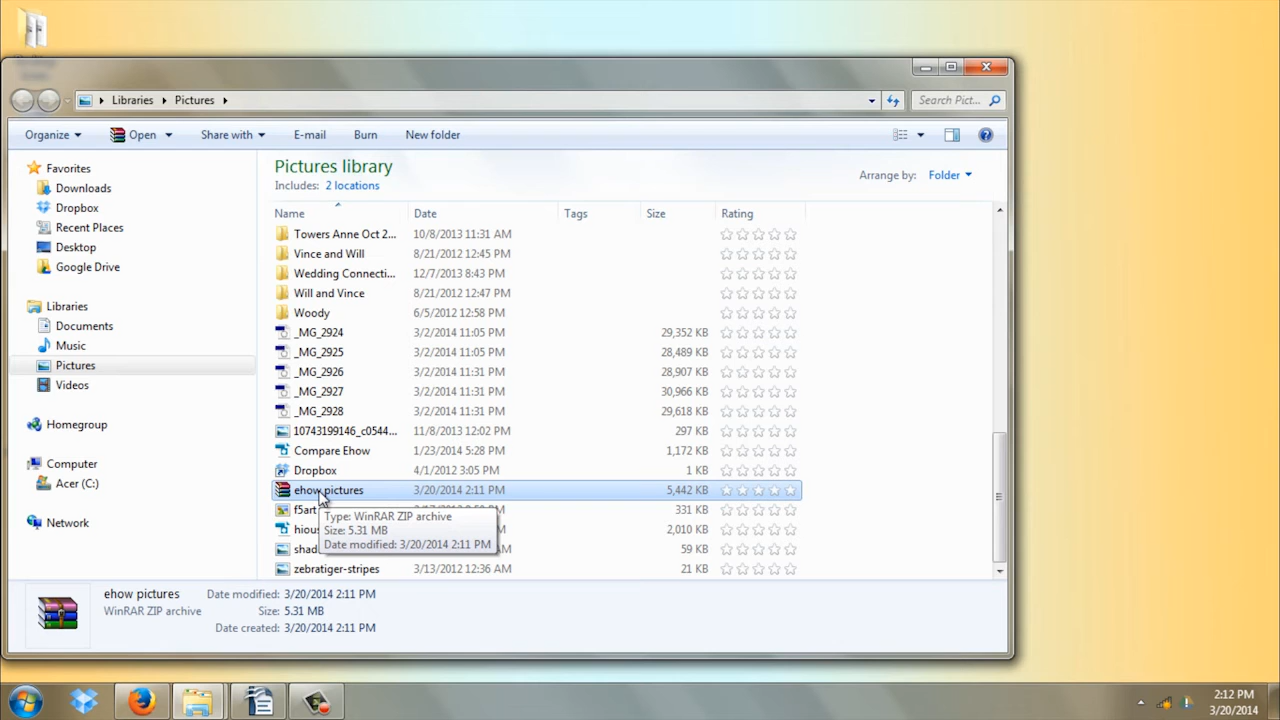 Libraries Pictures Search Pict...
Organize Open Share with E-mail Burn New folder
Favorites
Downloads
Dropbox
Recent Places
Desktop
Google Drive
Libraries
Documents
Music
Pictures
Videos
Homegroup
Computer
Acer (C:)
Network
Pictures library
Includes: 2 locations
Arrange by: Folder
Name Date Tags Size Rating
Towers Anne Oct 2... 10/8/2013 11:31 AM
Vince and Will 8/21/2012 12:45 PM
Wedding Connecti... 12/7/2013 8:43 PM
Will and Vince 8/21/2012 12:47 PM
Woody 6/5/2012 12:58 PM
_MG_2924 3/2/2014 11:05 PM 29,352 KB
_MG_2925 3/2/2014 11:05 PM 28,489 KB
_MG_2926 3/2/2014 11:31 PM 28,907 KB
_MG_2927 3/2/2014 11:31 PM 30,966 KB
_MG_2928 3/2/2014 11:31 PM 29,618 KB
10743199146_c0544... 11/8/2013 12:02 PM 297 KB
Compare Ehow 1/23/2014 5:28 PM 1,172 KB
Dropbox 4/1/2012 3:05 PM 1 KB
ehow pictures 3/20/2014 2:11 PM 5,442 KB
f5art 331 KB
hious 2,010 KB
shad 59 KB
zebratiger-stripes 3/13/2012 12:36 AM 21 KB
Type: WinRAR ZIP archive
Size: 5.31 MB
Date modified: 3/20/2014 2:11 PM
ehow pictures Date modified: 3/20/2014 2:11 PM
WinRAR ZIP archive Size: 5.31 MB
Date created: 3/20/2014 2:11 PM
2:12 PM
3/20/2014